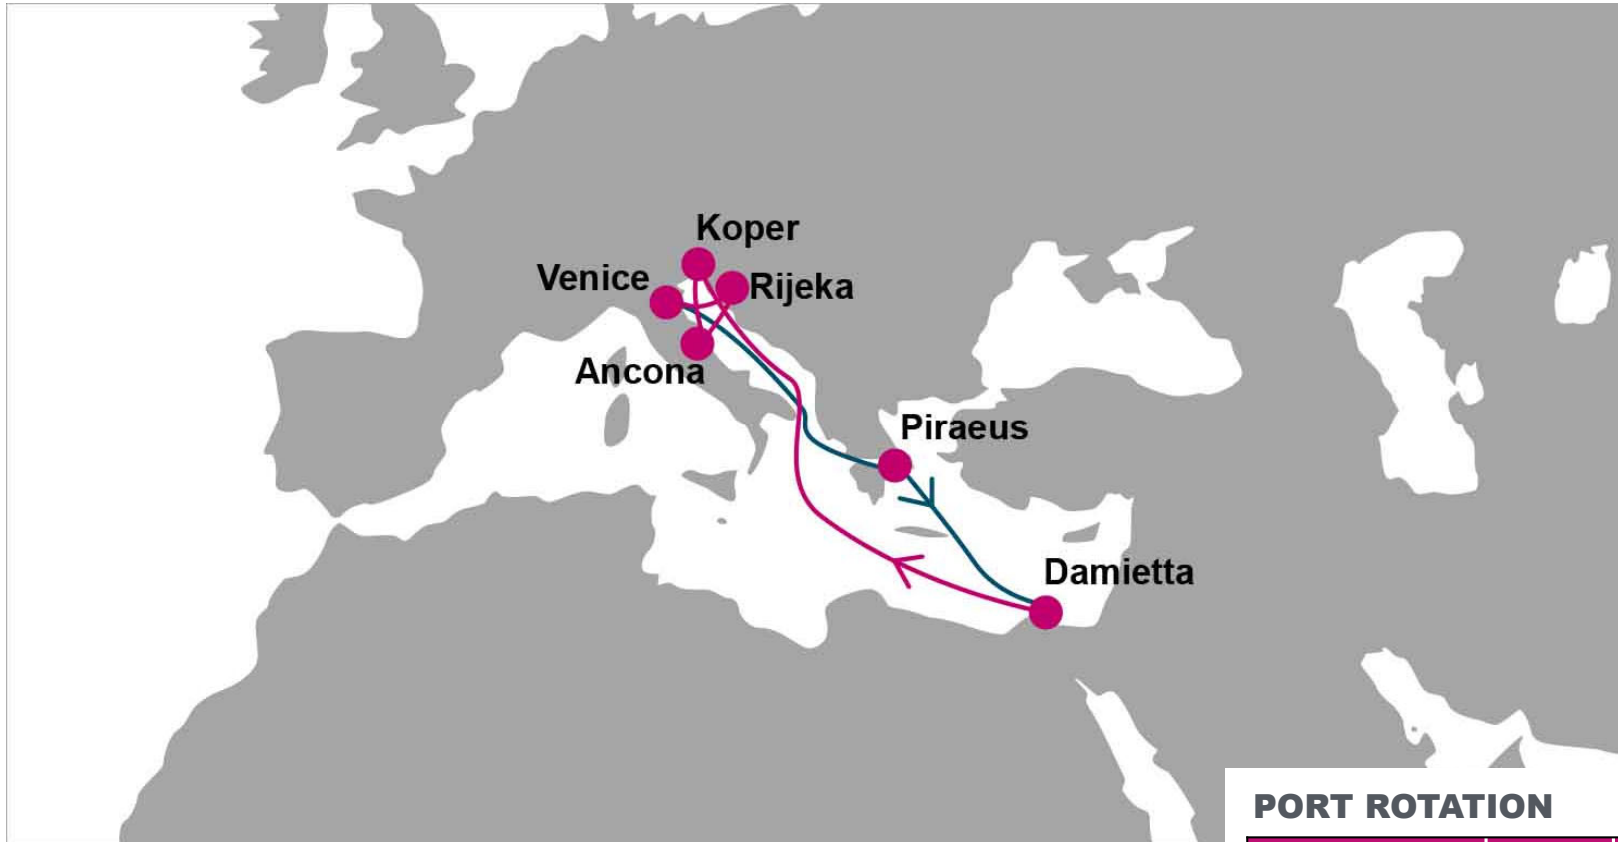 Koper
Venice
Rijeka
Ancona
Piraeus
Damietta
PORT ROTATION